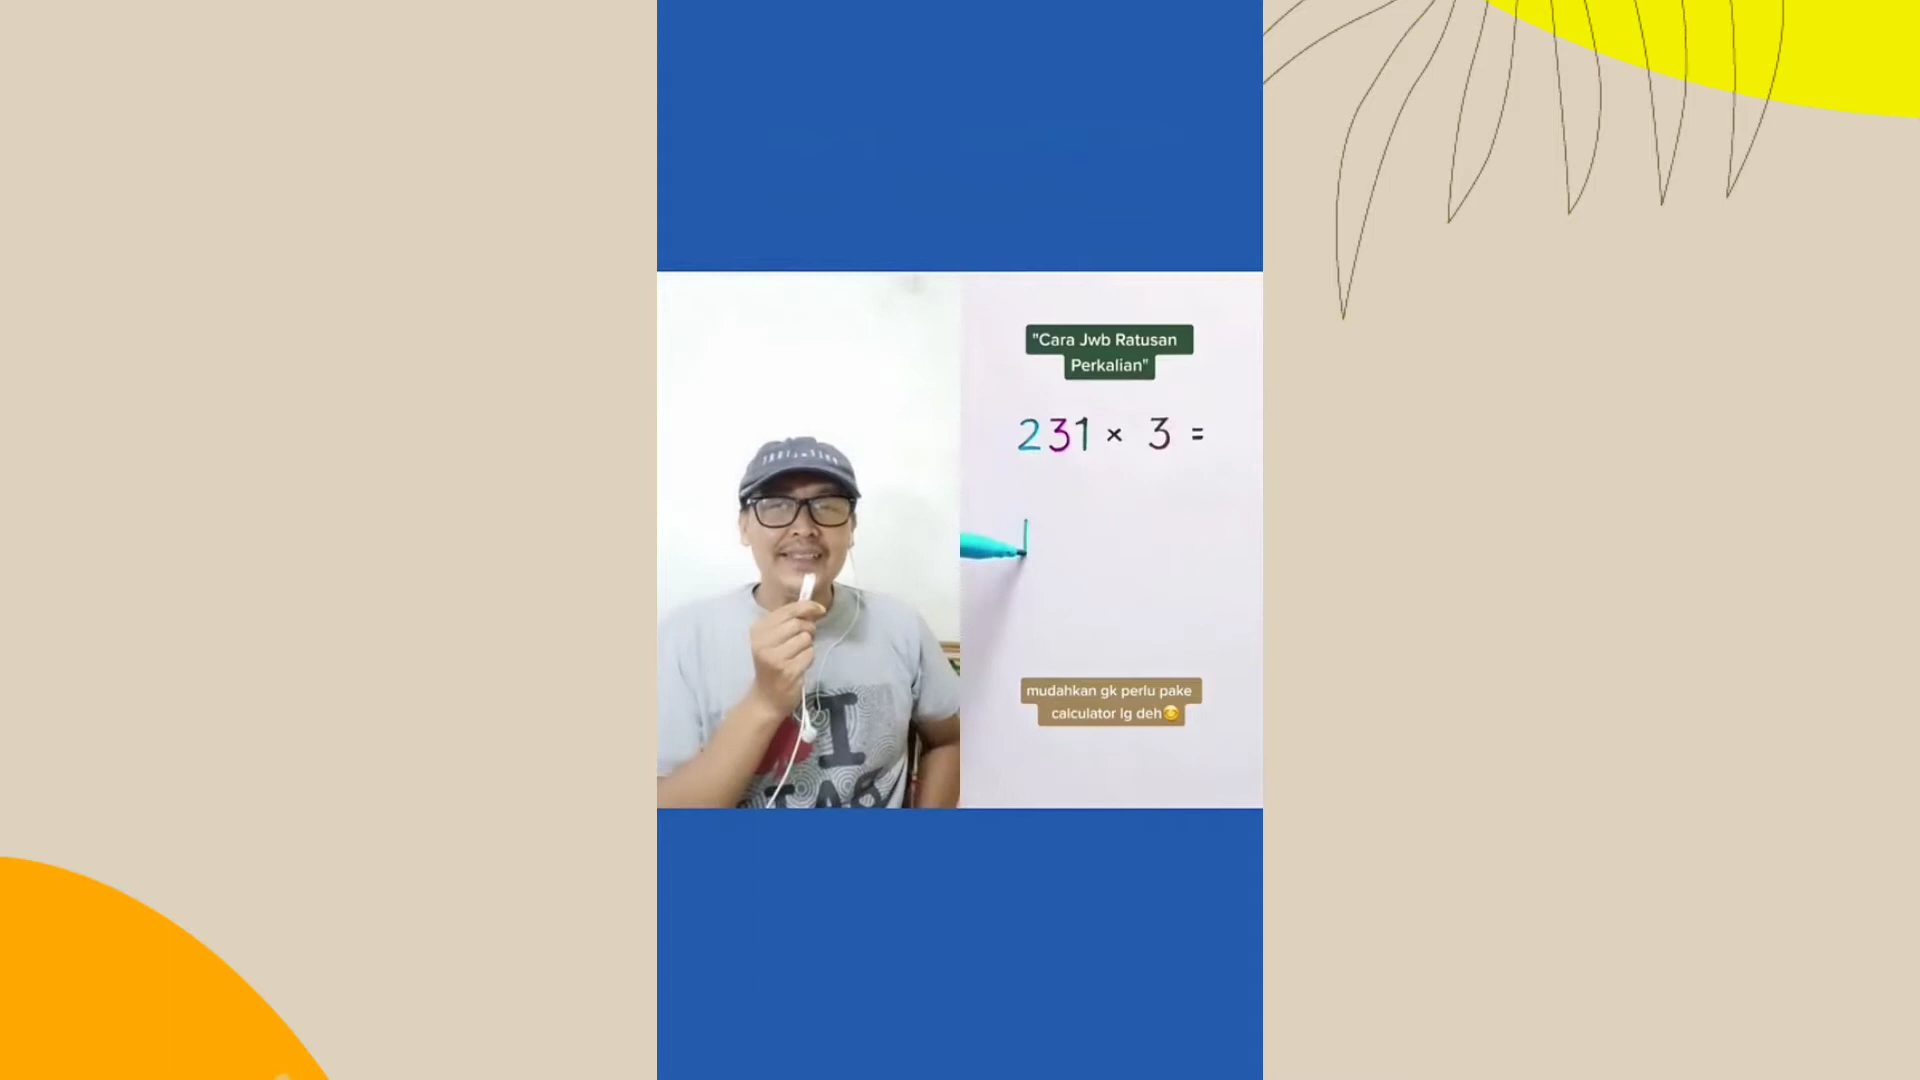 "Cara Jwb Ratusan
Perkalian"
231 × 3 =
mudahkan gk perlu pake
calculator lg deh😊
I